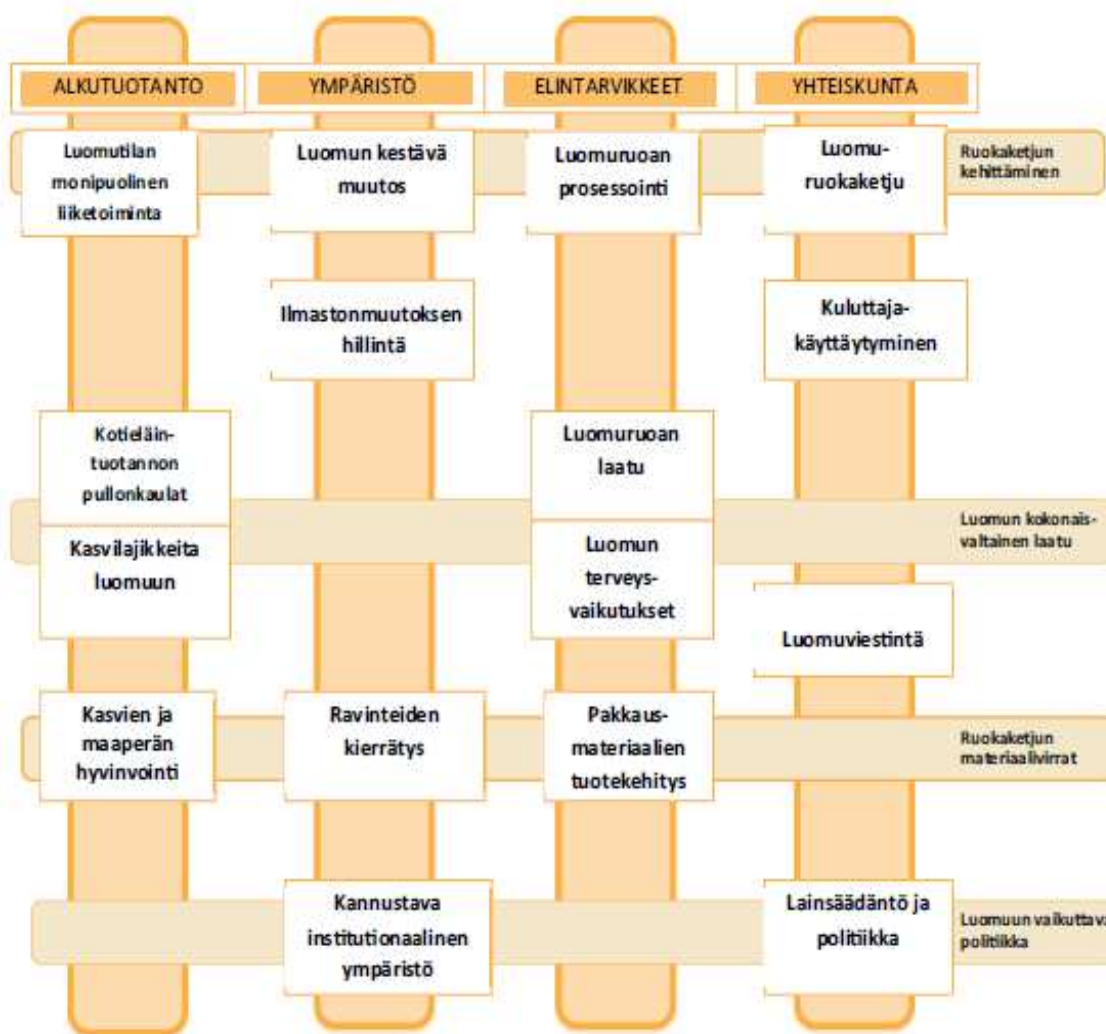 ALKUTUOTANTO
YMPÄRISTÖ
ELINTARVIKKEET
YHTEISKUNTA
Luomutilan
monipuolinen
liiketoiminta
Luomun kestävä
muutos
Luomuruoan
prosessointi
Luomu-
ruokaketju
Ruokaketjun
kehittäminen
Ilmastonmuutoksen
hillintä
Kuluttaja-
käyttäytyminen
Kotieläin-
tuotannon
pullonkaulat
Luomuruoan
laatu
Kasvilajikkeita
luomuun
Luomun
terveys-
vaikutukset
Luomun kokonais-
valtainen laatu
Luomuviestintä
Kasvien ja
maaperän
hyvinvointi
Ravinteiden
kierrätys
Pakkaus-
materiaalien
tuotekehitys
Ruokaketjun
materiaalivirrat
Kannustava
institutionaalinen
ympäristö
Lainsäädäntö ja
politiikka
Luomuun vaikuttava
politiikka